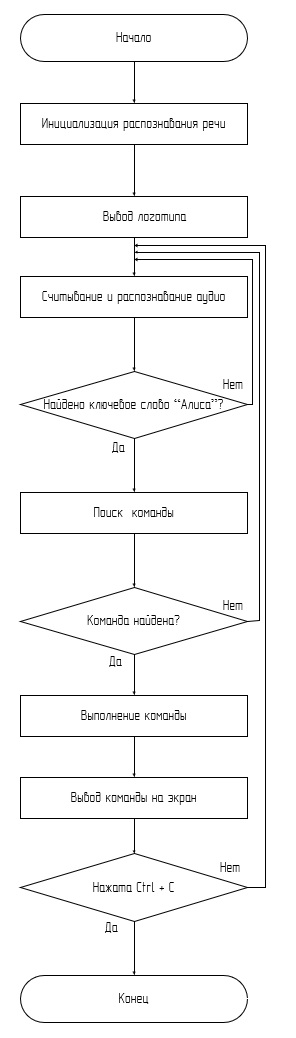 Начало
Инициализация распознавания речи
Вывод логотипа
Считывание и распознавание аудио
Нет
Найдено ключевое слово “Алиса”?
Да
Поиск команды
Нет
Команда найдена?
Да
Выполнение команды
Вывод команды на экран
Нет
Нажата Ctrl + C
Да
Конец